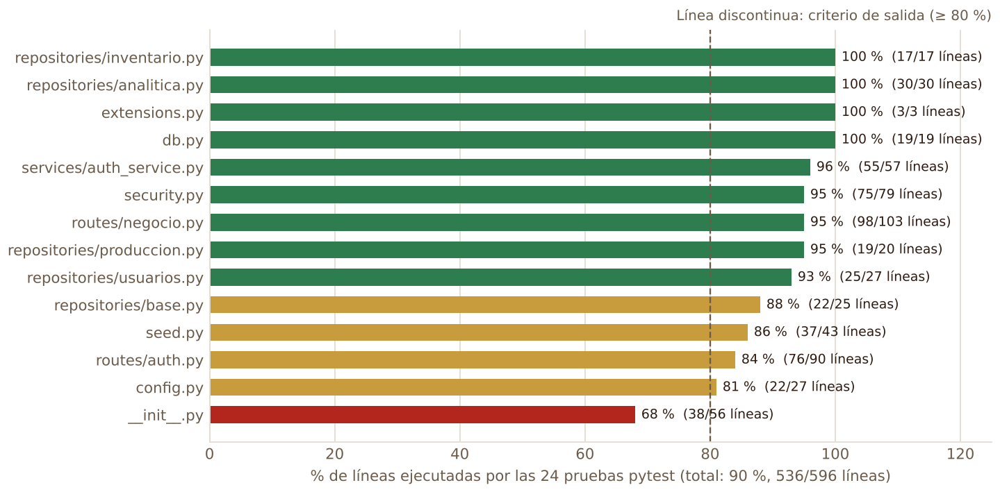 Línea discontinua: criterio de salida (≥ 80 %)
repositories/inventario.py 100 % (17/17 líneas)
repositories/analitica.py 100 % (30/30 líneas)
extensions.py 100 % (3/3 líneas)
db.py 100 % (19/19 líneas)
services/auth_service.py 96 % (55/57 líneas)
security.py 95 % (75/79 líneas)
routes/negocio.py 95 % (98/103 líneas)
repositories/produccion.py 95 % (19/20 líneas)
repositories/usuarios.py 93 % (25/27 líneas)
repositories/base.py 88 % (22/25 líneas)
seed.py 86 % (37/43 líneas)
routes/auth.py 84 % (76/90 líneas)
config.py 81 % (22/27 líneas)
__init__.py 68 % (38/56 líneas)
0 20 40 60 80 100 120
% de líneas ejecutadas por las 24 pruebas pytest (total: 90 %, 536/596 líneas)